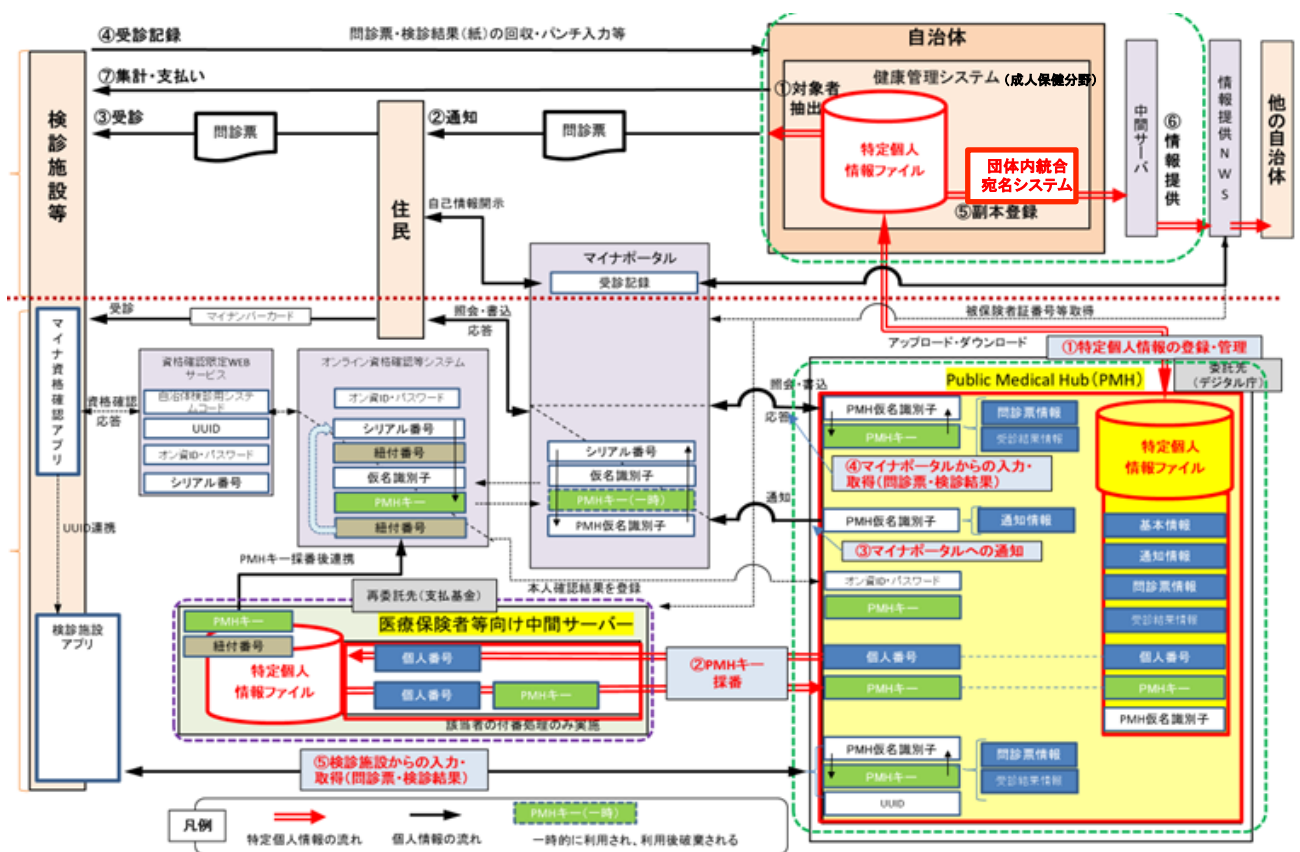 ④受診記録
問診票・検診結果(紙)の回収・パンチ入力等
⑦集計・支払い
③受診
問診票
②通知
問診票
検診施設等
住民
自治体
健康管理システム(成人保健分野)
①対象者
抽出
特定個人
情報ファイル
団体内統合
宛名システム
⑤副本登録
中間サーバ
⑥情報提供
情報提供NWS
他の自治体
自己情報開示
マイナポータル
受診記録
受診
マイナンバーカード
照会・書込
応答
被保険者証番号等取得
アップロード・ダウンロード
①特定個人情報の登録・管理
委託先
(デジタル庁)
マイナ資格確認アプリ
資格確認
応答
資格確認限定WEB
サービス
自治体検診用システ
ムコード
UUID
オン資ID・パスワード
シリアル番号
オンライン資格確認等システム
オン資ID・パスワード
シリアル番号
紐付番号
仮名識別子
PMHキー
紐付番号
シリアル番号
仮名識別子
PMHキー(一時)
PMH仮名識別子
照会・書込
応答
通知
Public Medical Hub(PMH)
PMH仮名識別子
PMHキー
問診票情報
受診結果情報
④マイナポータルからの入力・
取得(問診票・検診結果)
PMH仮名識別子
通知情報
③マイナポータルへの通知
オン資ID・パスワード
PMHキー
個人番号
PMHキー
PMH仮名識別子
PMHキー
UUID
問診票情報
受診結果情報
特定個人
情報ファイル
基本情報
通知情報
問診票情報
受診結果情報
個人番号
PMHキー
PMH仮名識別子
UUID連携
PMHキー採番後連携
本人確認結果を登録
再委託先(支払基金)
医療保険者等向け中間サーバー
PMHキー
紐付番号
特定個人
情報ファイル
個人番号
個人番号
PMHキー
該当者の付番処理のみ実施
②PMHキー
採番
検診施設
アプリ
⑤検診施設からの入力・
取得(問診票・検診結果)
凡例
特定個人情報の流れ
個人情報の流れ
PMHキー(一時)
一時的に利用され、利用後破棄される